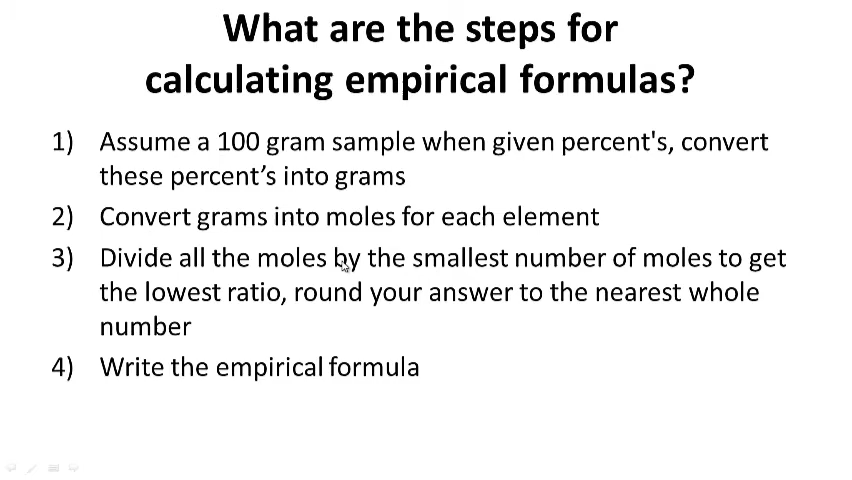 What are the steps for
calculating empirical formulas?
1) Assume a 100 gram sample when given percent's, convert
these percent’s into grams
2) Convert grams into moles for each element
3) Divide all the moles by the smallest number of moles to get
the lowest ratio, round your answer to the nearest whole
number
4) Write the empirical formula